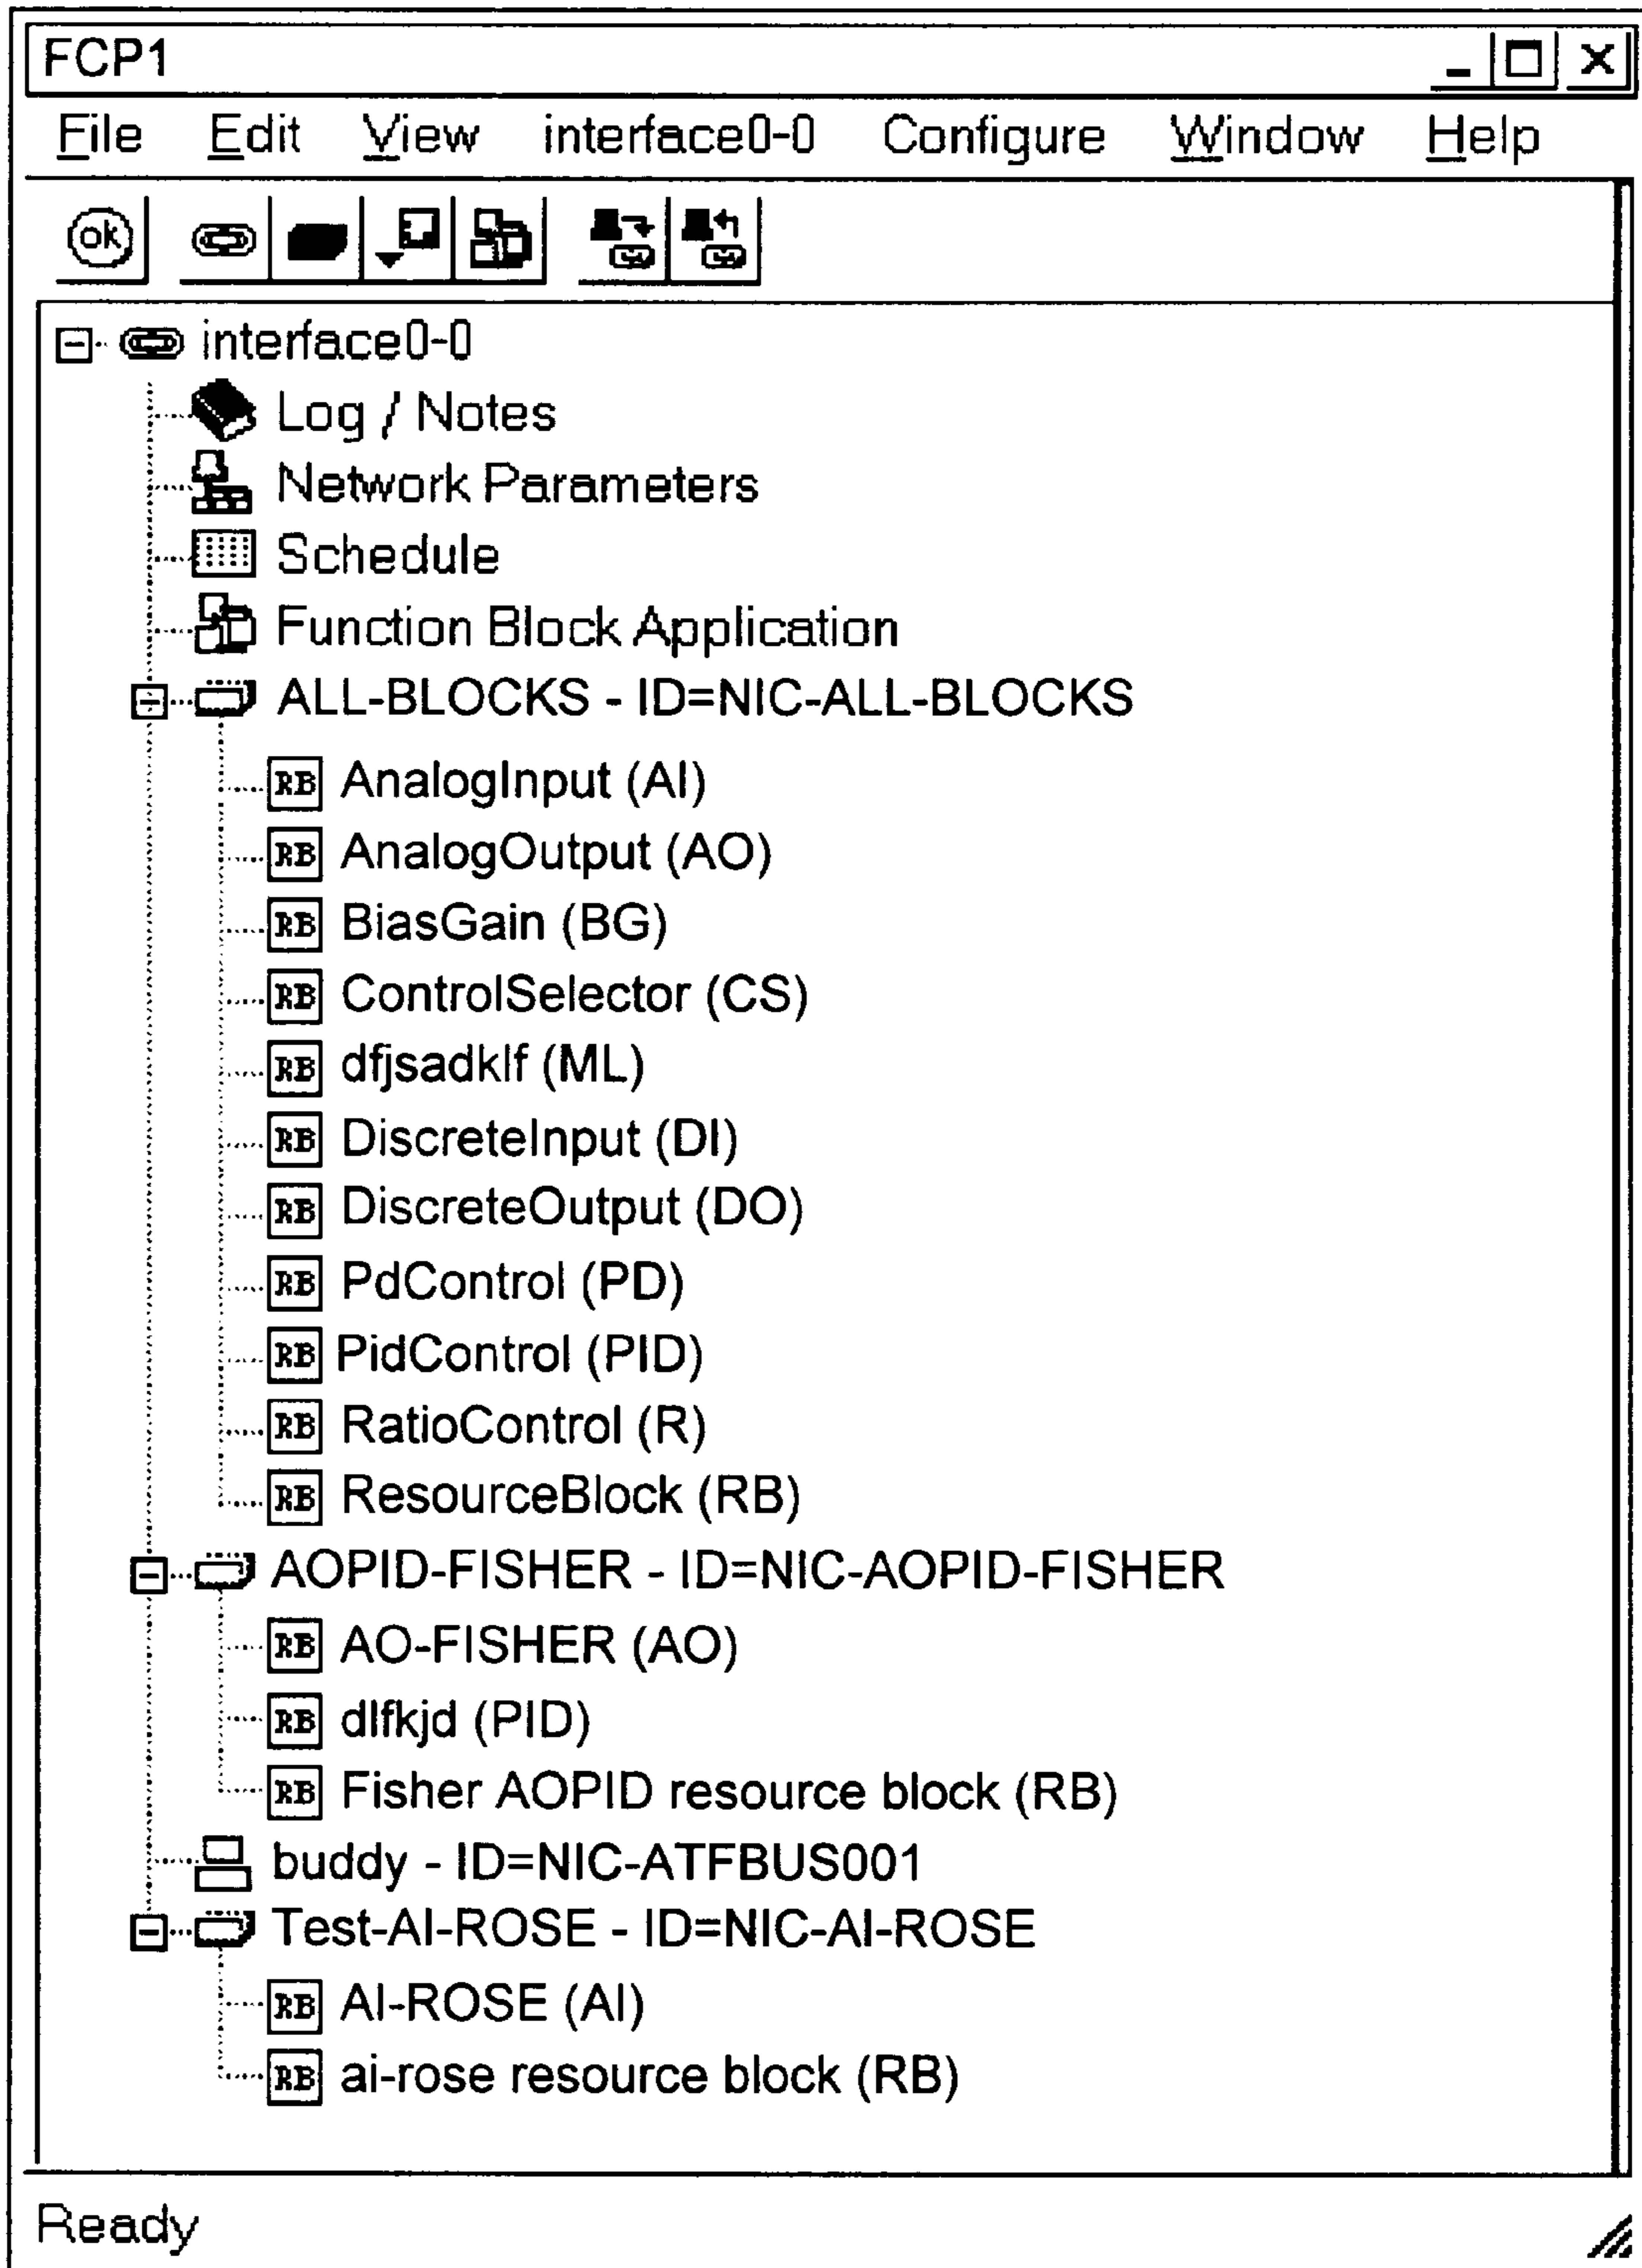 FCP1
File Edit View interface0-0 Configure Window Help
ok
interface0-0
Log / Notes
Network Parameters
Schedule
Function Block Application
ALL-BLOCKS - ID=NIC-ALL-BLOCKS
RB AnalogInput (AI)
RB AnalogOutput (AO)
RB BiasGain (BG)
RB ControlSelector (CS)
RB dfjsadklf (ML)
RB DiscreteInput (DI)
RB DiscreteOutput (DO)
RB PdControl (PD)
RB PidControl (PID)
RB RatioControl (R)
RB ResourceBlock (RB)
AOPID-FISHER - ID=NIC-AOPID-FISHER
RB AO-FISHER (AO)
RB dlfkjd (PID)
RB Fisher AOPID resource block (RB)
buddy - ID=NIC-ATFBUS001
Test-AI-ROSE - ID=NIC-AI-ROSE
RB AI-ROSE (AI)
RB ai-rose resource block (RB)
Ready